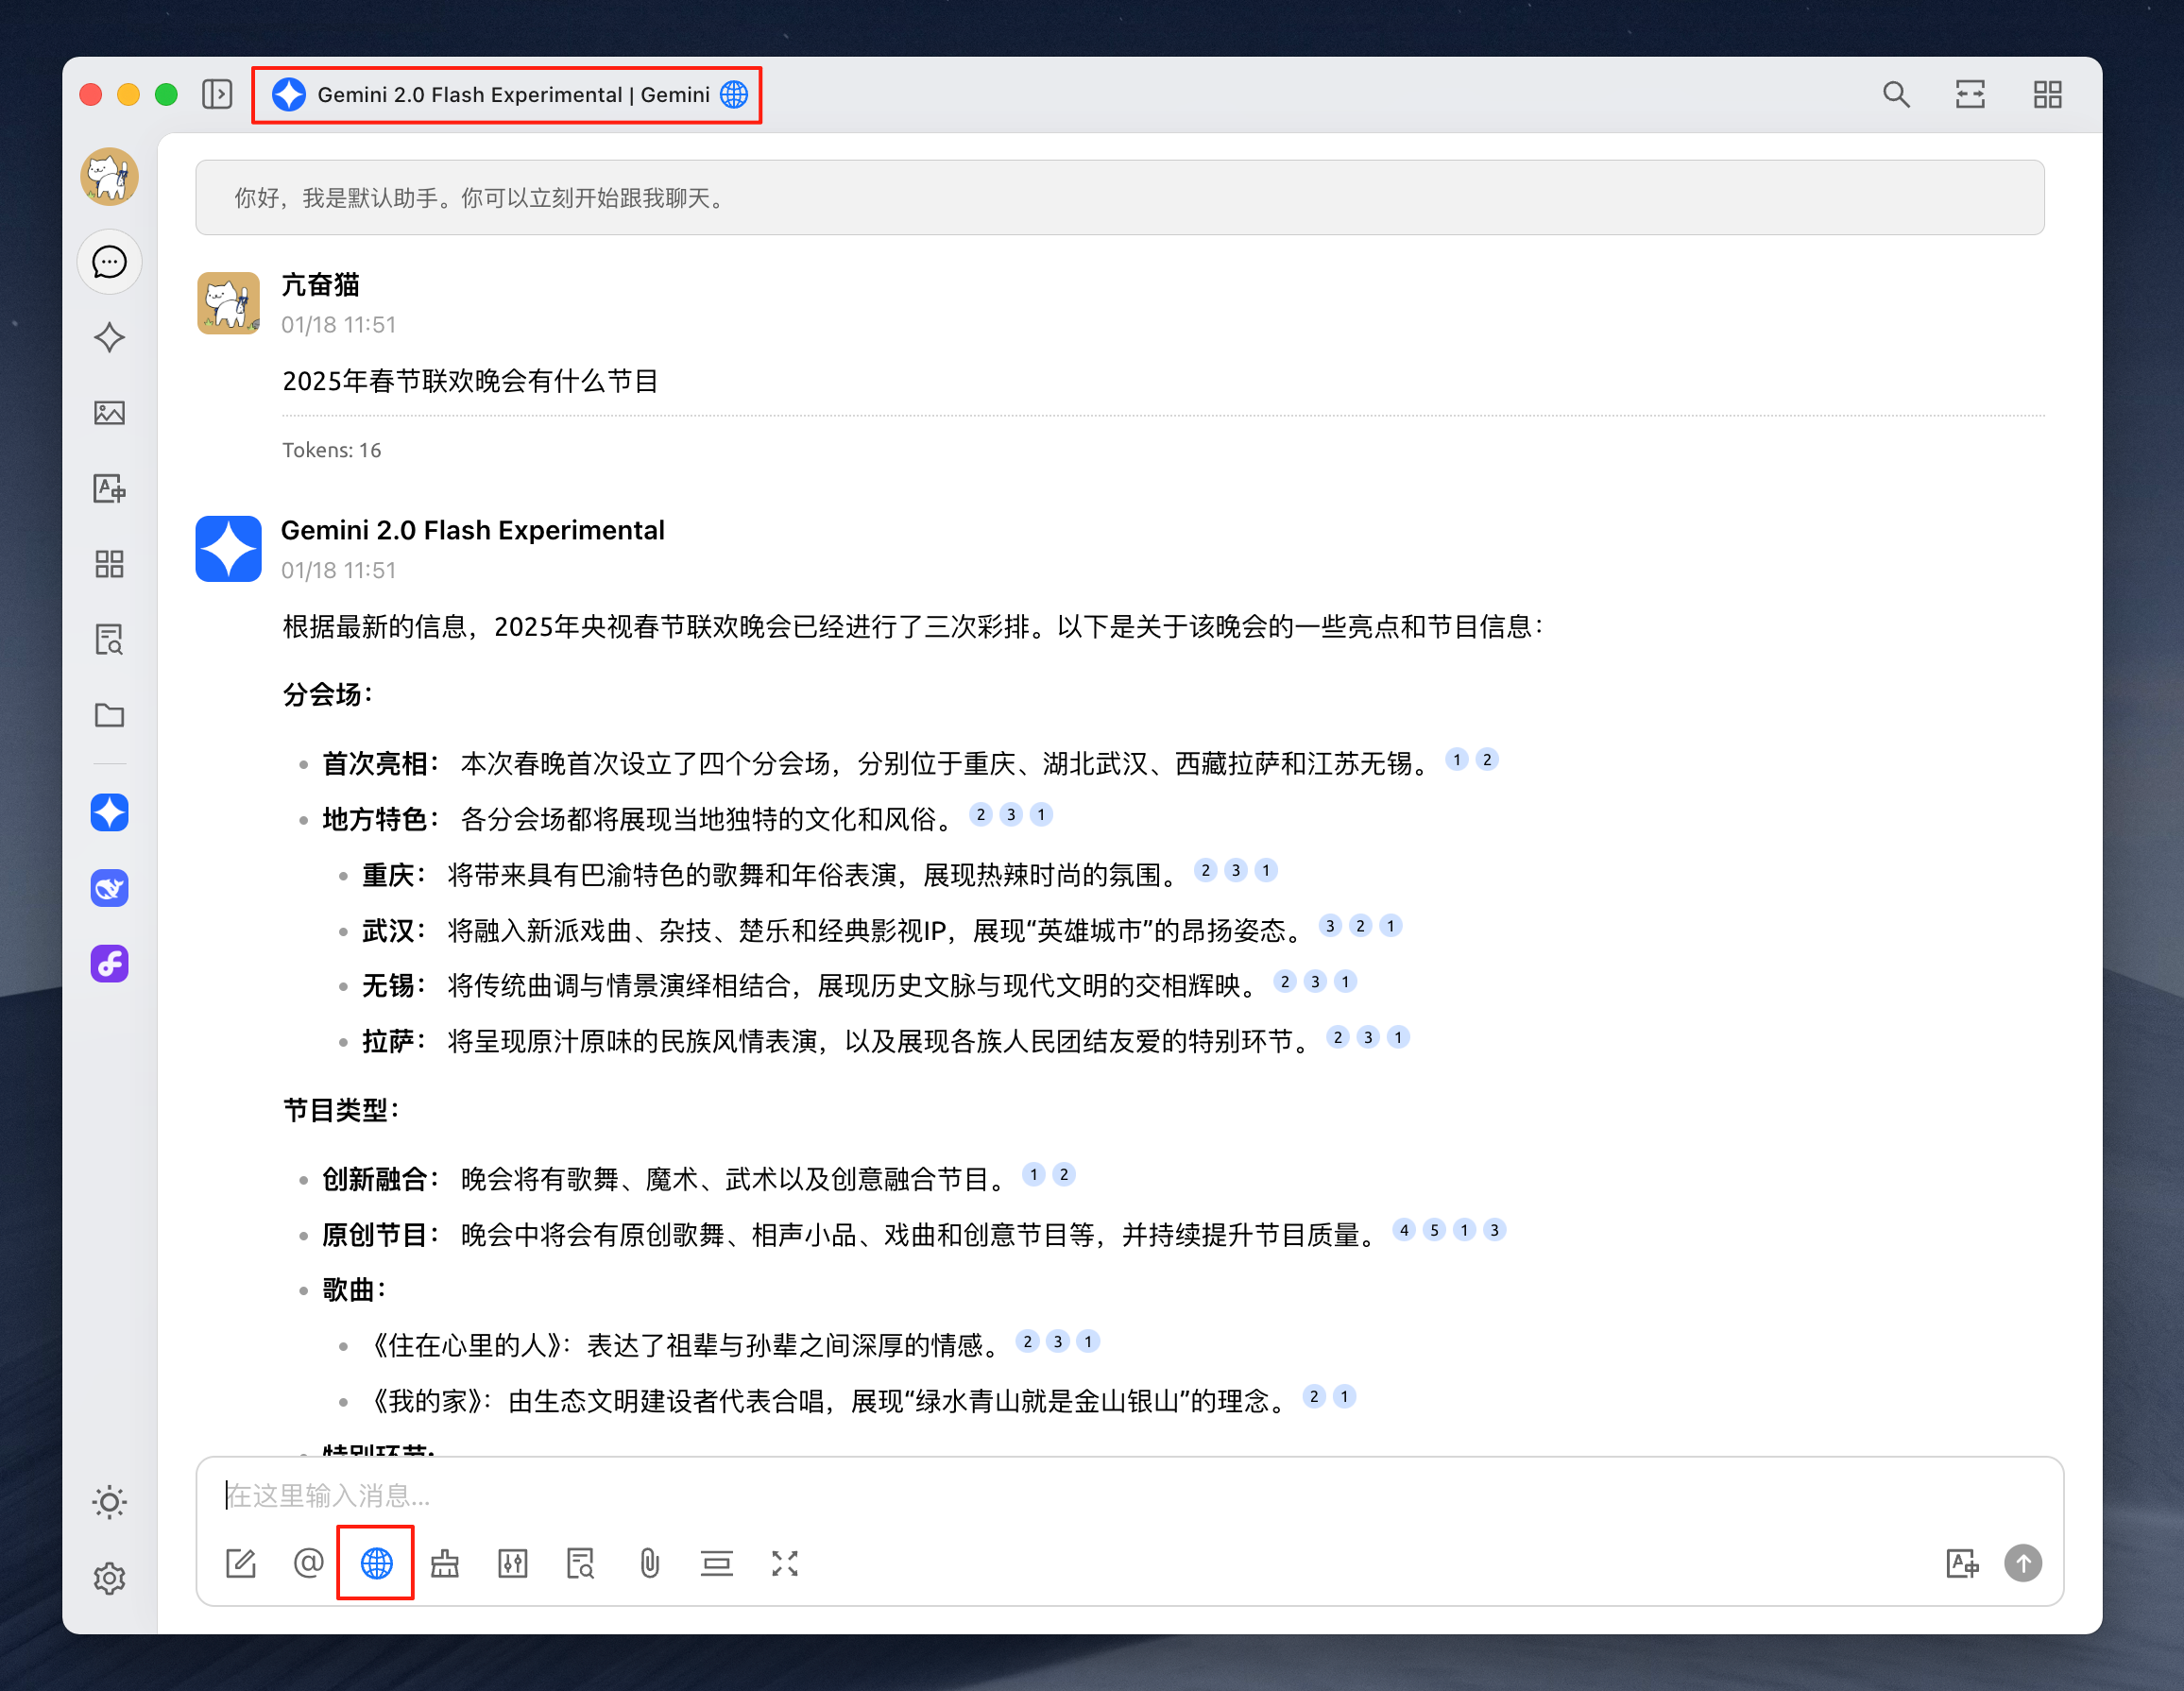 Gemini 2.0 Flash Experimental | Gemini
你好，我是默认助手。你可以立刻开始跟我聊天。
亢奋猫
01/18 11:51
2025年春节联欢晚会有什么节目
Tokens: 16
Gemini 2.0 Flash Experimental
01/18 11:51
根据最新的信息，2025年央视春节联欢晚会已经进行了三次彩排。以下是关于该晚会的一些亮点和节目信息：
分会场：
首次亮相： 本次春晚首次设立了四个分会场，分别位于重庆、湖北武汉、西藏拉萨和江苏无锡。 1 2
地方特色： 各分会场都将展现当地独特的文化和风俗。 2 3 1
重庆： 将带来具有巴渝特色的歌舞和年俗表演，展现热辣时尚的氛围。 2 3 1
武汉： 将融入新派戏曲、杂技、楚乐和经典影视IP，展现“英雄城市”的昂扬姿态。 3 2 1
无锡： 将传统曲调与情景演绎相结合，展现历史文脉与现代文明的交相辉映。 2 3 1
拉萨： 将呈现原汁原味的民族风情表演，以及展现各族人民团结友爱的特别环节。 2 3 1
节目类型：
创新融合： 晚会将有歌舞、魔术、武术以及创意融合节目。 1 2
原创节目： 晚会中将会有原创歌舞、相声小品、戏曲和创意节目等，并持续提升节目质量。 4 5 1 3
歌曲：
《住在心里的人》：表达了祖辈与孙辈之间深厚的情感。 2 3 1
《我的家》：由生态文明建设者代表合唱，展现“绿水青山就是金山银山”的理念。 2 1
特别环节：
在这里输入消息...